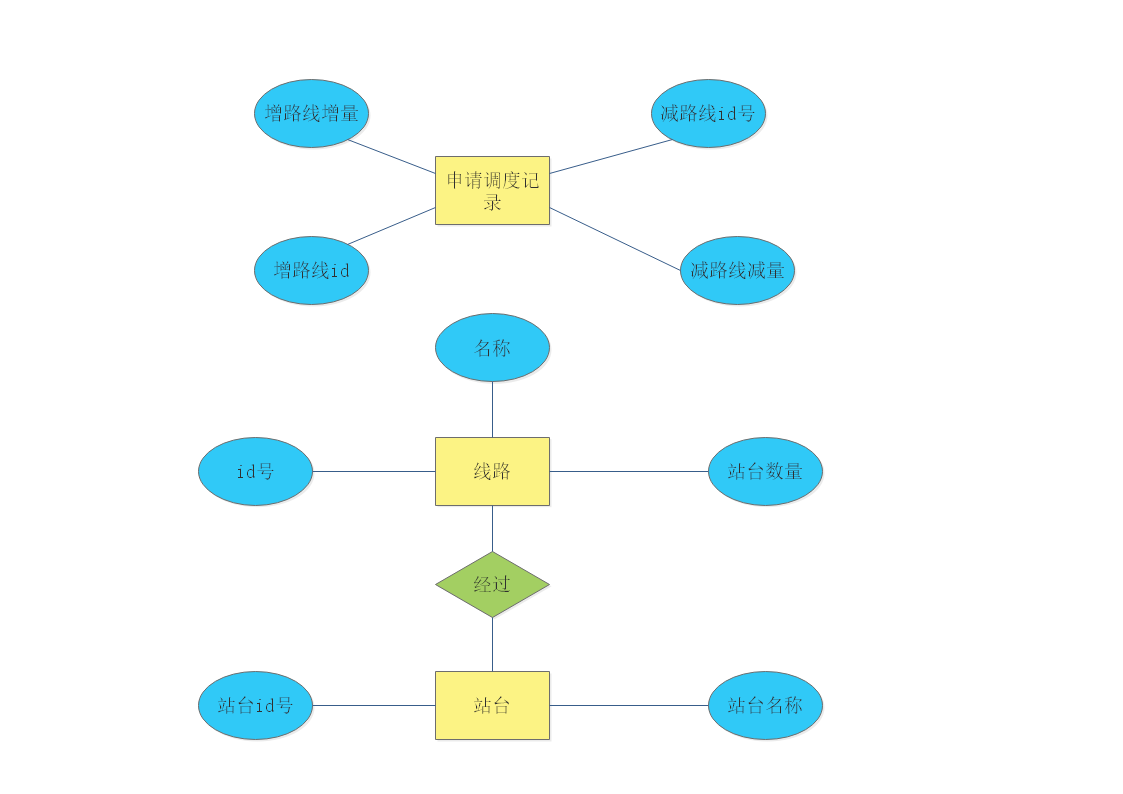 增路线增量
减路线id号
申请调度记
录
增路线id
减路线减量
名称
id号
线路
站台数量
经过
站台id号
站台
站台名称